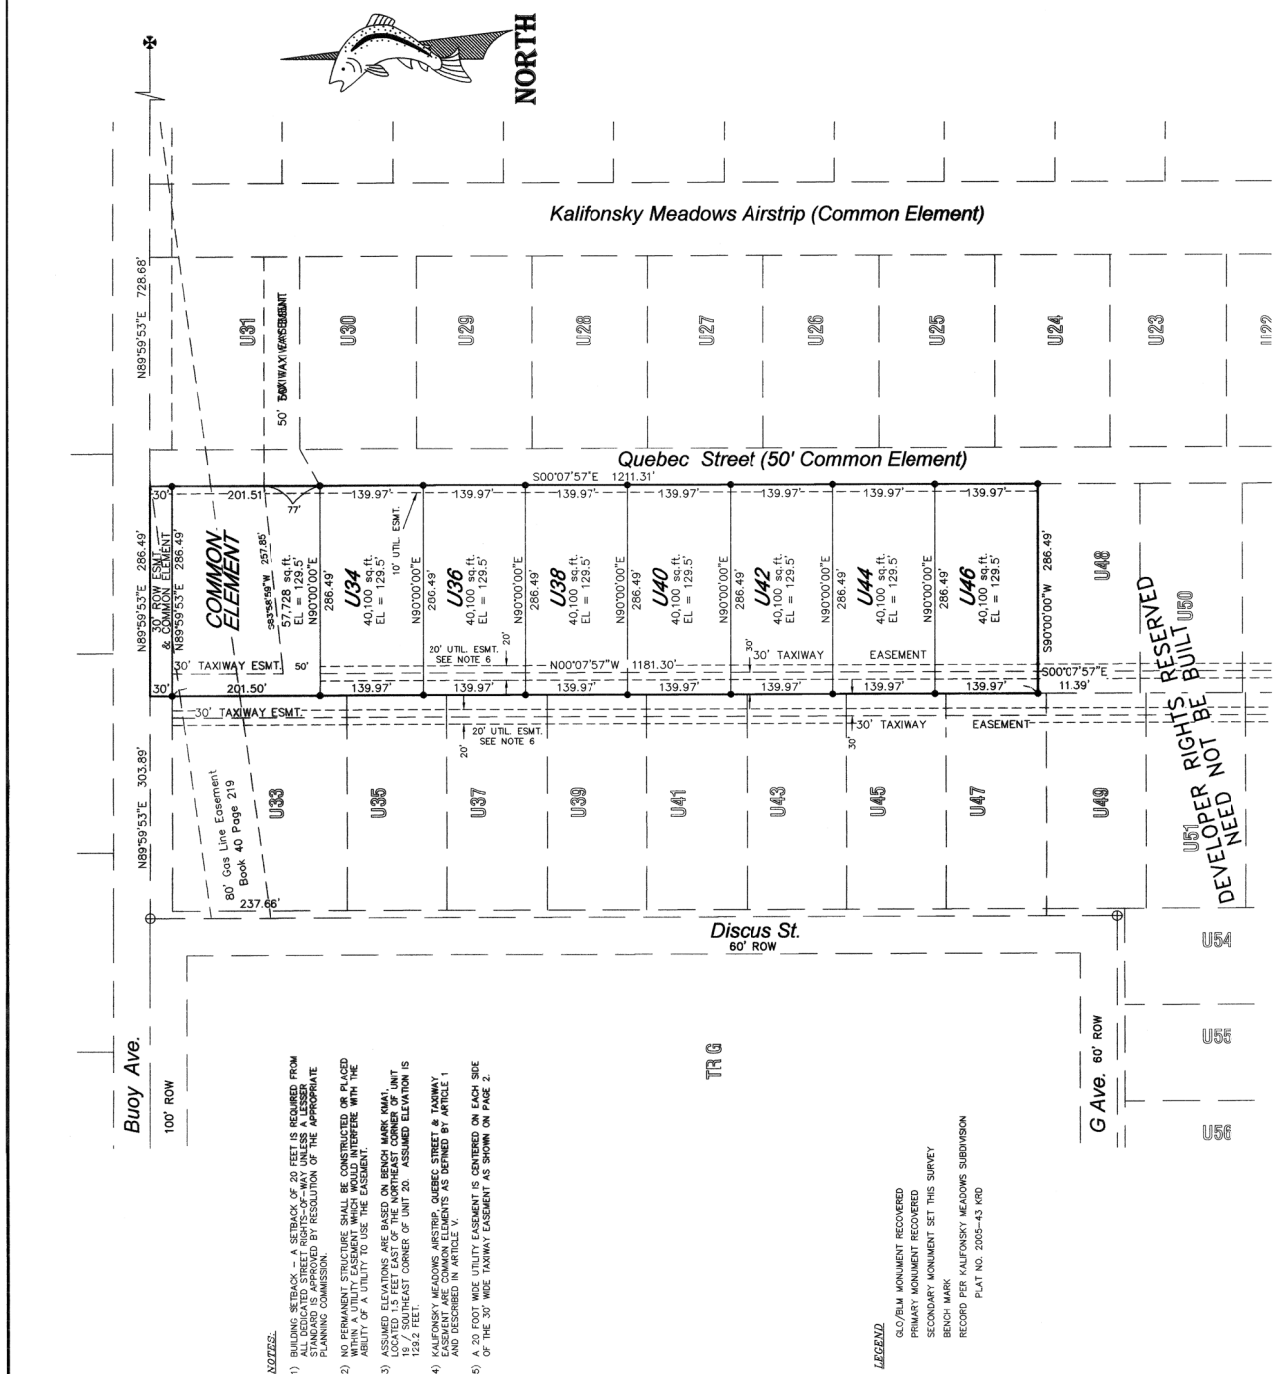 NORTH
Kalifonsky Meadows Airstrip (Common Element)
N89°59'53"E 728.68'
U31
50' TAXIWAY EASEMENT
U30
U29
U28
U27
U26
U25
U24
U23
U22
Quebec Street (50' Common Element)
S00°07'57"E 1211.31'
30'
201.51
77'
139.97'
139.97'
139.97'
139.97'
139.97'
139.97'
139.97'
10' UTIL. ESMT.
N89°59'53"E 286.49'
30' ROW ESMT.
& COMMON ELEMENT
N89°59'53"E 286.49'
COMMON
ELEMENT
S83°58'59"W 257.85'
57,728 sq.ft.
EL = 129.5'
N90°00'00"E
286.49'
U34
40,100 sq.ft.
EL = 129.5'
N90°00'00"E
286.49'
U36
40,100 sq.ft.
EL = 129.5'
N90°00'00"E
286.49'
U38
40,100 sq.ft.
EL = 129.5'
N90°00'00"E
286.49'
U40
40,100 sq.ft.
EL = 129.5'
N90°00'00"E
286.49'
U42
40,100 sq.ft.
EL = 129.5'
N90°00'00"E
286.49'
U44
40,100 sq.ft.
EL = 129.5'
N90°00'00"E
286.49'
U46
40,100 sq.ft.
EL = 129.5'
S90°00'00"W 286.49'
U48
U50
30' TAXIWAY ESMT.
50'
20' UTIL. ESMT.
SEE NOTE 6
20'
N00°07'57"W 1181.30'
30'
30' TAXIWAY EASEMENT
S00°07'57"E
11.39'
30'
201.50'
139.97'
139.97'
139.97'
139.97'
139.97'
139.97'
139.97'
30' TAXIWAY ESMT.
20' UTIL. ESMT.
SEE NOTE 6
20'
30'
30' TAXIWAY EASEMENT
N89°59'53"E 303.89'
80' Gas Line Easement
Book 40 Page 219
237.66'
U33
U35
U37
U39
U41
U43
U45
U47
U49
U51
DEVELOPER RIGHTS RESERVED
NEED NOT BE BUILT
Discus St.
60' ROW
U54
U55
U56
Buoy Ave.
100' ROW
TR G
G Ave. 60' ROW
NOTES:
1) BUILDING SETBACK – A SETBACK OF 20 FEET IS REQUIRED FROM
ALL DEDICATED STREET RIGHTS–OF–WAY UNLESS A LESSER
STANDARD IS APPROVED BY RESOLUTION OF THE APPROPRIATE
PLANNING COMMISSION.
2) NO PERMANENT STRUCTURE SHALL BE CONSTRUCTED OR PLACED
WITHIN A UTILITY EASEMENT WHICH WOULD INTERFERE WITH THE
ABILITY OF A UTILITY TO USE THE EASEMENT.
3) ASSUMED ELEVATIONS ARE BASED ON BENCH MARK KMA1,
LOCATED 1.5 FEET EAST OF THE NORTHEAST CORNER OF UNIT
19 / SOUTHEAST CORNER OF UNIT 20. ASSUMED ELEVATION IS
129.2 FEET.
4) KALIFONSKY MEADOWS AIRSTRIP, QUEBEC STREET & TAXIWAY
EASEMENT ARE COMMON ELEMENTS AS DEFINED BY ARTICLE 1
AND DESCRIBED IN ARTICLE V.
5) A 20 FOOT WIDE UTILITY EASEMENT IS CENTERED ON EACH SIDE
OF THE 30' WIDE TAXIWAY EASEMENT AS SHOWN ON PAGE 2.
LEGEND
GLO/BLM MONUMENT RECOVERED
PRIMARY MONUMENT RECOVERED
SECONDARY MONUMENT SET THIS SURVEY
BENCH MARK
RECORD PER KALIFONSKY MEADOWS SUBDIVISION
PLAT NO. 2005–43 KRD